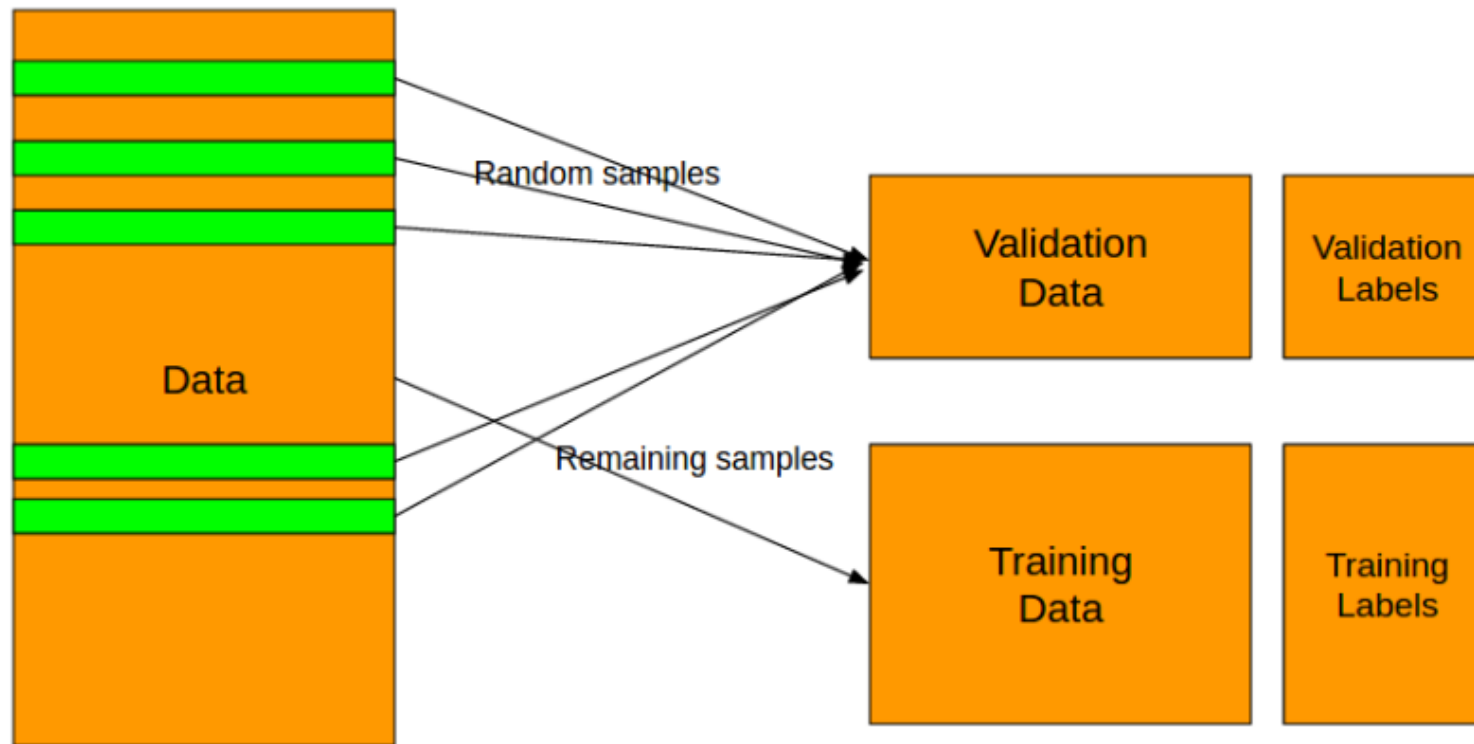 Random samples
Validation
Data
Validation
Labels
Data
Remaining samples
Training
Data
Training
Labels